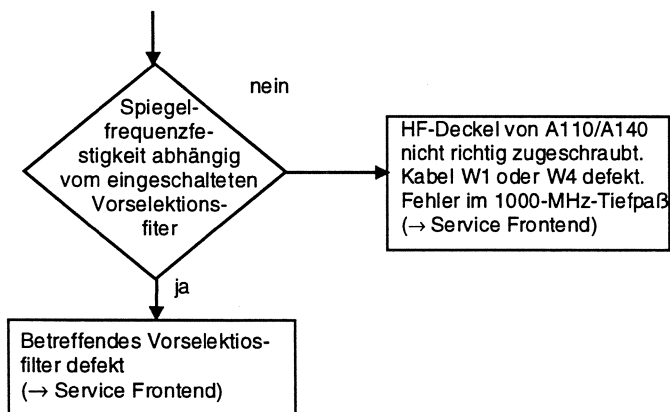 nein
Spiegel-
frequenzfe-
stigkeit abhängig
vom eingeschalteten
Vorselektions-
fiter
HF-Deckel von A110/A140
nicht richtig zugeschraubt.
Kabel W1 oder W4 defekt.
Fehler im 1000-MHz-Tiefpaß
(→ Service Frontend)
ja
Betreffendes Vorselektios-
filter defekt
(→ Service Frontend)